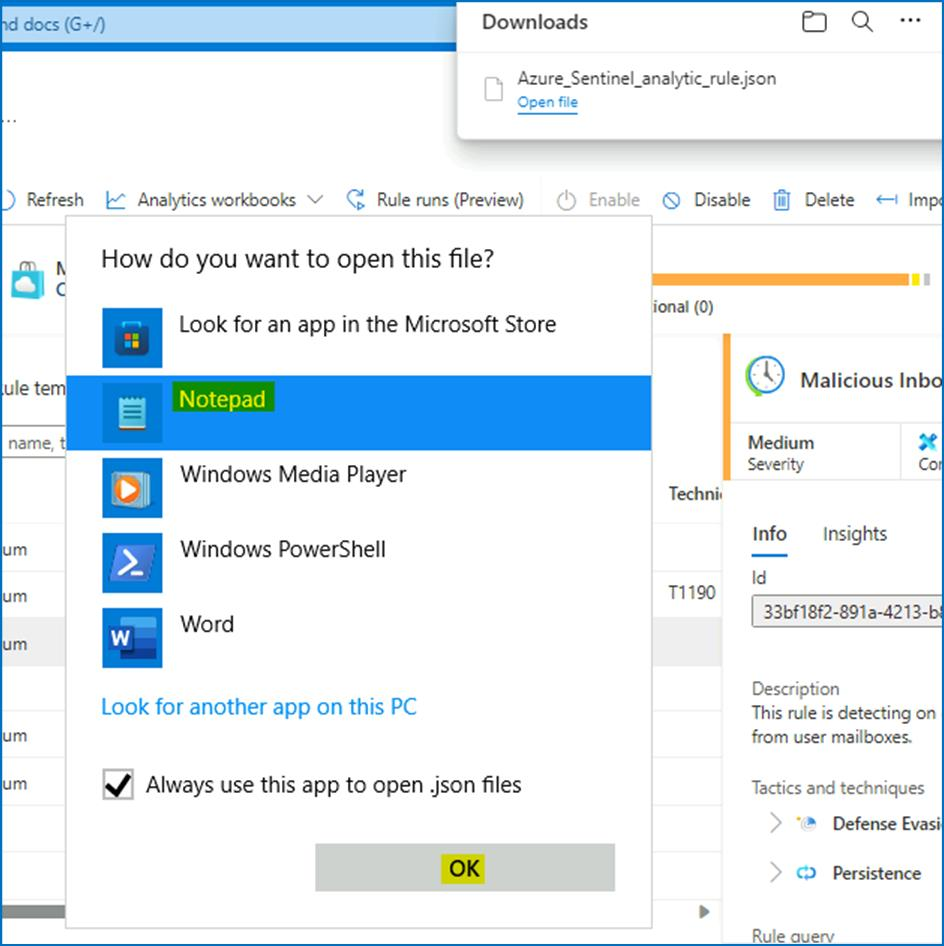 nd docs (G+/)
Downloads
Azure_Sentinel_analytic_rule.json
Open file
...
Refresh
Analytics workbooks
Rule runs (Preview)
Enable
Disable
Delete
Impo
How do you want to open this file?
Look for an app in the Microsoft Store
Notepad
Windows Media Player
Windows PowerShell
Word
Look for another app on this PC
Always use this app to open .json files
OK
M
C
ional (0)
ule tem
name, t
Techni
um
um
T1190
um
um
um
Malicious Inbo
Medium
Severity
Co
Info
Insights
Id
33bf18f2-891a-4213-b8
Description
This rule is detecting on
from user mailboxes.
Tactics and techniques
Defense Evasi
Persistence
Rule query